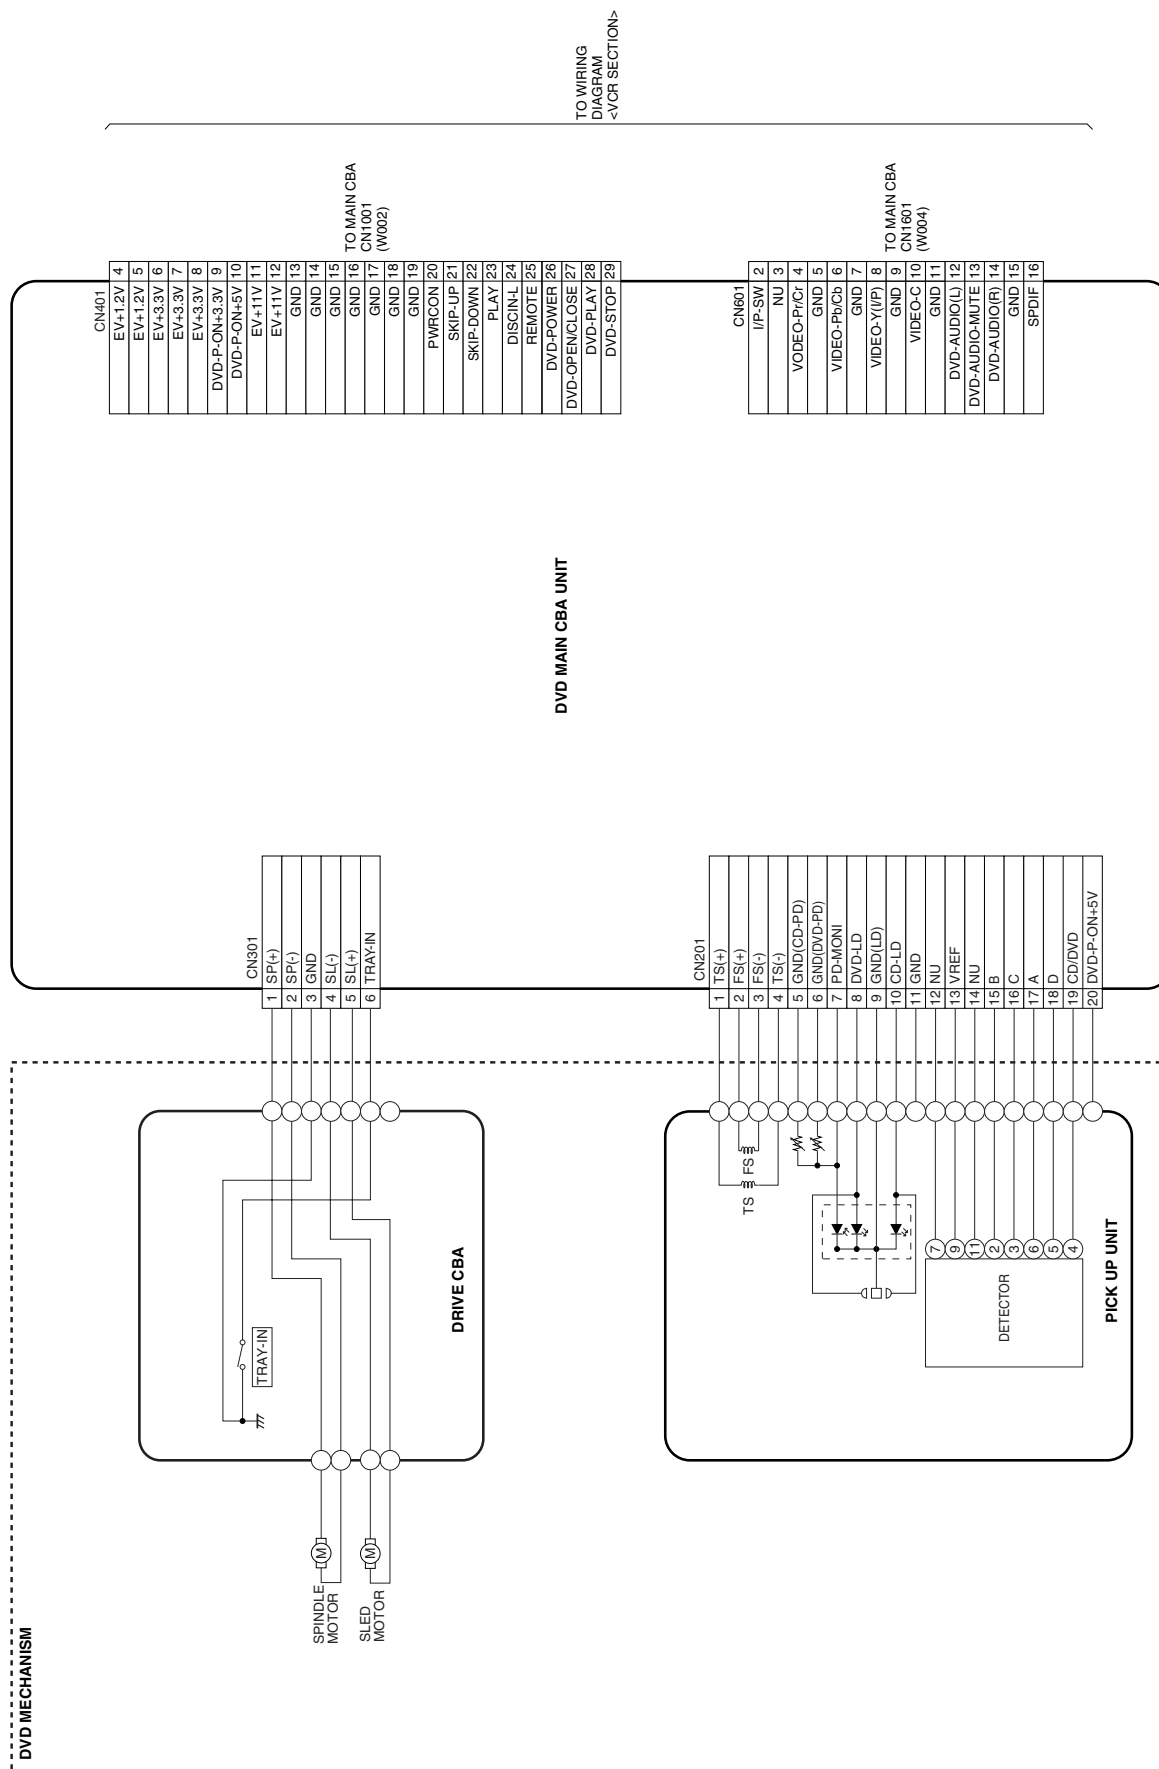 TO WIRING
DIAGRAM
<VCR SECTION>
TO MAIN CBA
CN1001
(W002)
CN401
EV+1.2V 4
EV+1.2V 5
EV+3.3V 6
EV+3.3V 7
EV+3.3V 8
DVD-P-ON+3.3V 9
DVD-P-ON+5V 10
EV+11V 11
EV+11V 12
GND 13
GND 14
GND 15
GND 16
GND 17
GND 18
GND 19
PWRCON 20
SKIP-UP 21
SKIP-DOWN 22
PLAY 23
DISCIN-L 24
REMOTE 25
DVD-POWER 26
DVD-OPEN/CLOSE 27
DVD-PLAY 28
DVD-STOP 29
TO MAIN CBA
CN1601
(W004)
CN601
I/P-SW 2
NU 3
VODEO-Pr/Cr 4
GND 5
VIDEO-Pb/Cb 6
GND 7
VIDEO-Y(I/P) 8
GND 9
VIDEO-C 10
GND 11
DVD-AUDIO(L) 12
DVD-AUDIO-MUTE 13
DVD-AUDIO(R) 14
GND 15
SPDIF 16
DVD MAIN CBA UNIT
CN301
1 SP(+)
2 SP(-)
3 GND
4 SL(-)
5 SL(+)
6 TRAY-IN
CN201
1 TS(+)
2 FS(+)
3 FS(-)
4 TS(-)
5 GND(CD-PD)
6 GND(DVD-PD)
7 PD-MONI
8 DVD-LD
9 GND(LD)
10 CD-LD
11 GND
12 NU
13 VREF
14 NU
15 B
16 C
17 A
18 D
19 CD/DVD
20 DVD-P-ON+5V
TS
FS
7
9
11
2
3
6
5
4
DETECTOR
PICK UP UNIT
TRAY-IN
DRIVE CBA
M
SPINDLE
MOTOR
M
SLED
MOTOR
DVD MECHANISM